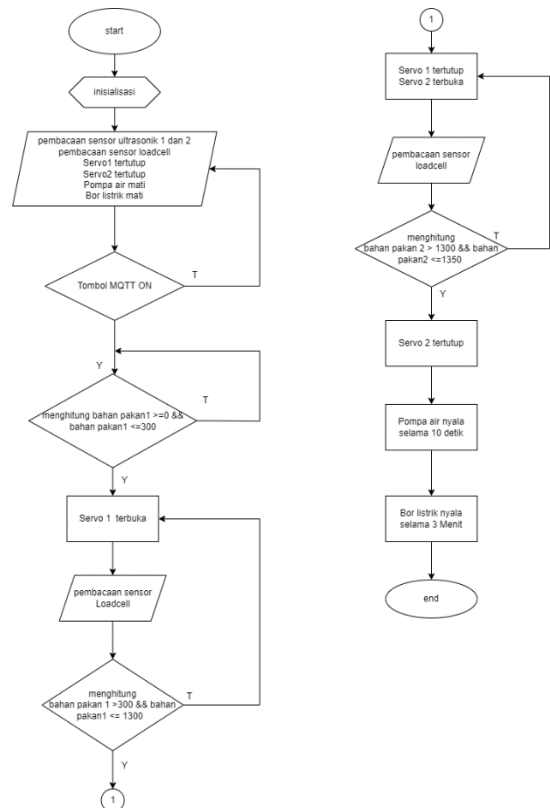 start
inisialisasi
pembacaan sensor ultrasonik 1 dan 2
pembacaan sensor loadcell
Servo1 tertutup
Servo2 tertutup
Pompa air mati
Bor listrik mati
Tombol MQTT ON
T
Y
menghitung bahan pakan1 >=0 &&
bahan pakan1 <=300
T
Y
Servo 1 terbuka
pembacaan sensor
Loadcell
menghitung
bahan pakan 1 >300 && bahan
pakan1 <= 1300
T
Y
1
1
Servo 1 tertutup
Servo 2 terbuka
pembacaan sensor
loadcell
menghitung
bahan pakan 2 > 1300 && bahan
pakan2 <=1350
T
Y
Servo 2 tertutup
Pompa air nyala
selama 10 detik
Bor listrik nyala
selama 3 Menit
end